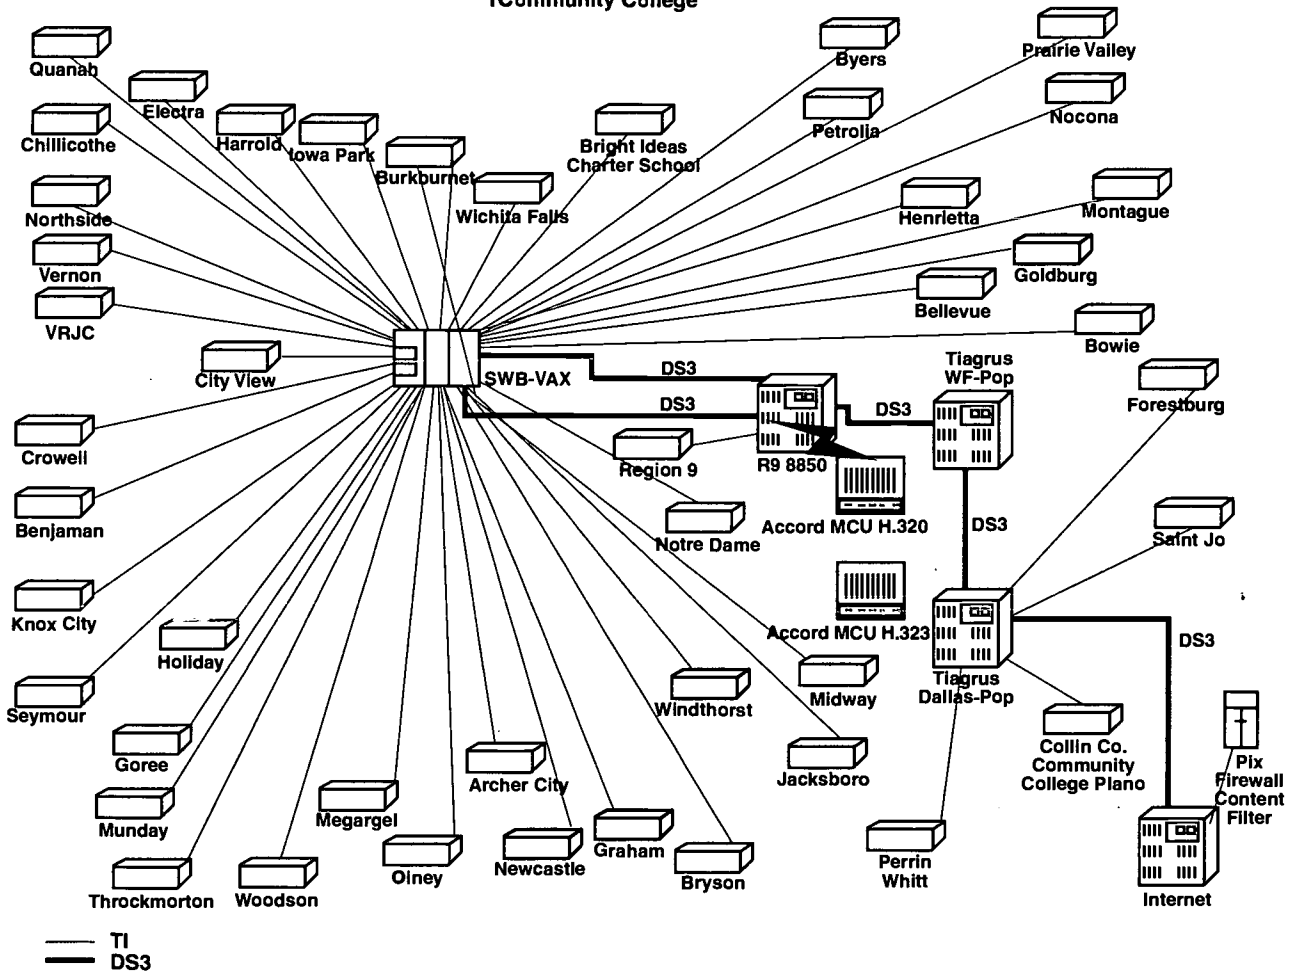 1Community College
Quanah
Electra
Chillicothe
Harrold
Iowa Park
Burkburnet
Wichita Falls
Bright Ideas
Charter School
Byers
Prairie Vailey
Petrolia
Nocona
Northside
Vernon
VRJC
City View
Henrietta
Montague
Goldburg
Bellevue
Bowie
SWB-VAX
DS3
DS3
DS3
Tiagrus
WF-Pop
Forestburg
Crowell
Region 9
R9 8850
Benjaman
Notre Dame
Accord MCU H.320
DS3
Saint Jo
Knox City
Holiday
Accord MCU H.323
DS3
Seymour
Windthorst
Midway
Tiagrus
Dallas-Pop
Goree
Archer City
Jacksboro
Collin Co.
Community
College Plano
Pix
Firewall
Content
Filter
Munday
Megargel
Olney
Newcastle
Graham
Bryson
Perrin
Whitt
Throckmorton
Woodson
Internet
TI
DS3